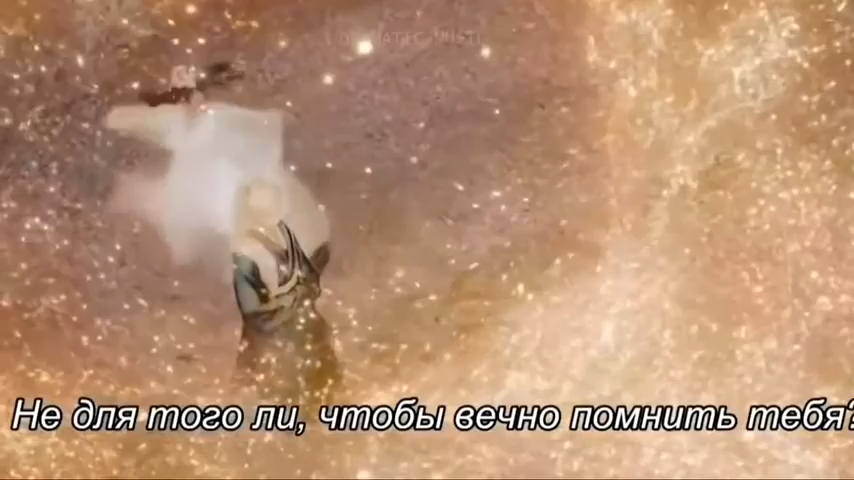 Не для того ли, чтобы вечно помнить тебя?